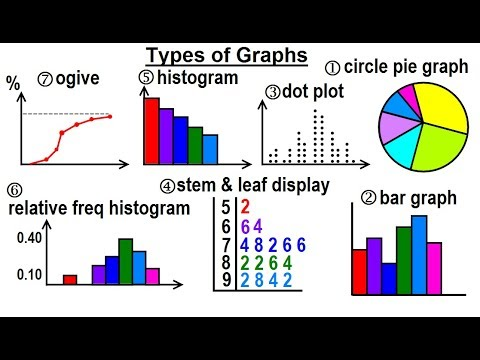 Types of Graphs
① circle pie graph
② bar graph
③ dot plot
④ stem & leaf display
5 2
6 6 4
7 4 8 2 6 6
8 2 2 6 4
9 2 8 4 2
⑤ histogram
⑥
relative freq histogram
0.40
0.10
⑦ ogive
%